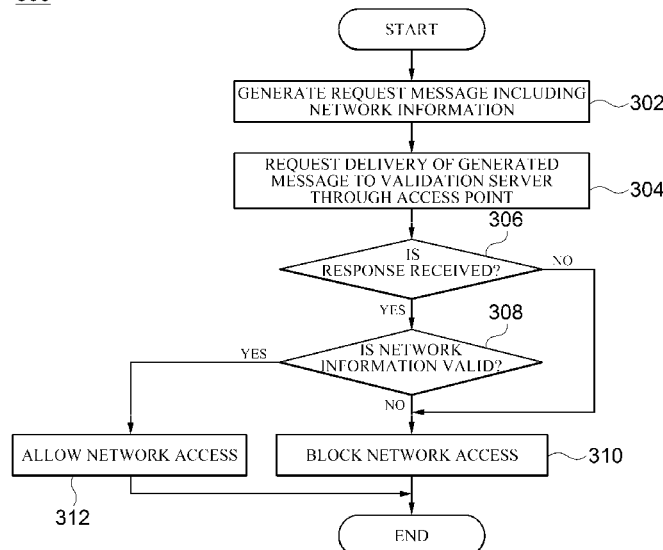 START
GENERATE REQUEST MESSAGE INCLUDING
NETWORK INFORMATION
302
REQUEST DELIVERY OF GENERATED
MESSAGE TO VALIDATION SERVER
THROUGH ACCESS POINT
304
306
IS
RESPONSE RECEIVED?
NO
YES
308
IS NETWORK
INFORMATION VALID?
YES
NO
ALLOW NETWORK ACCESS
312
BLOCK NETWORK ACCESS
310
END